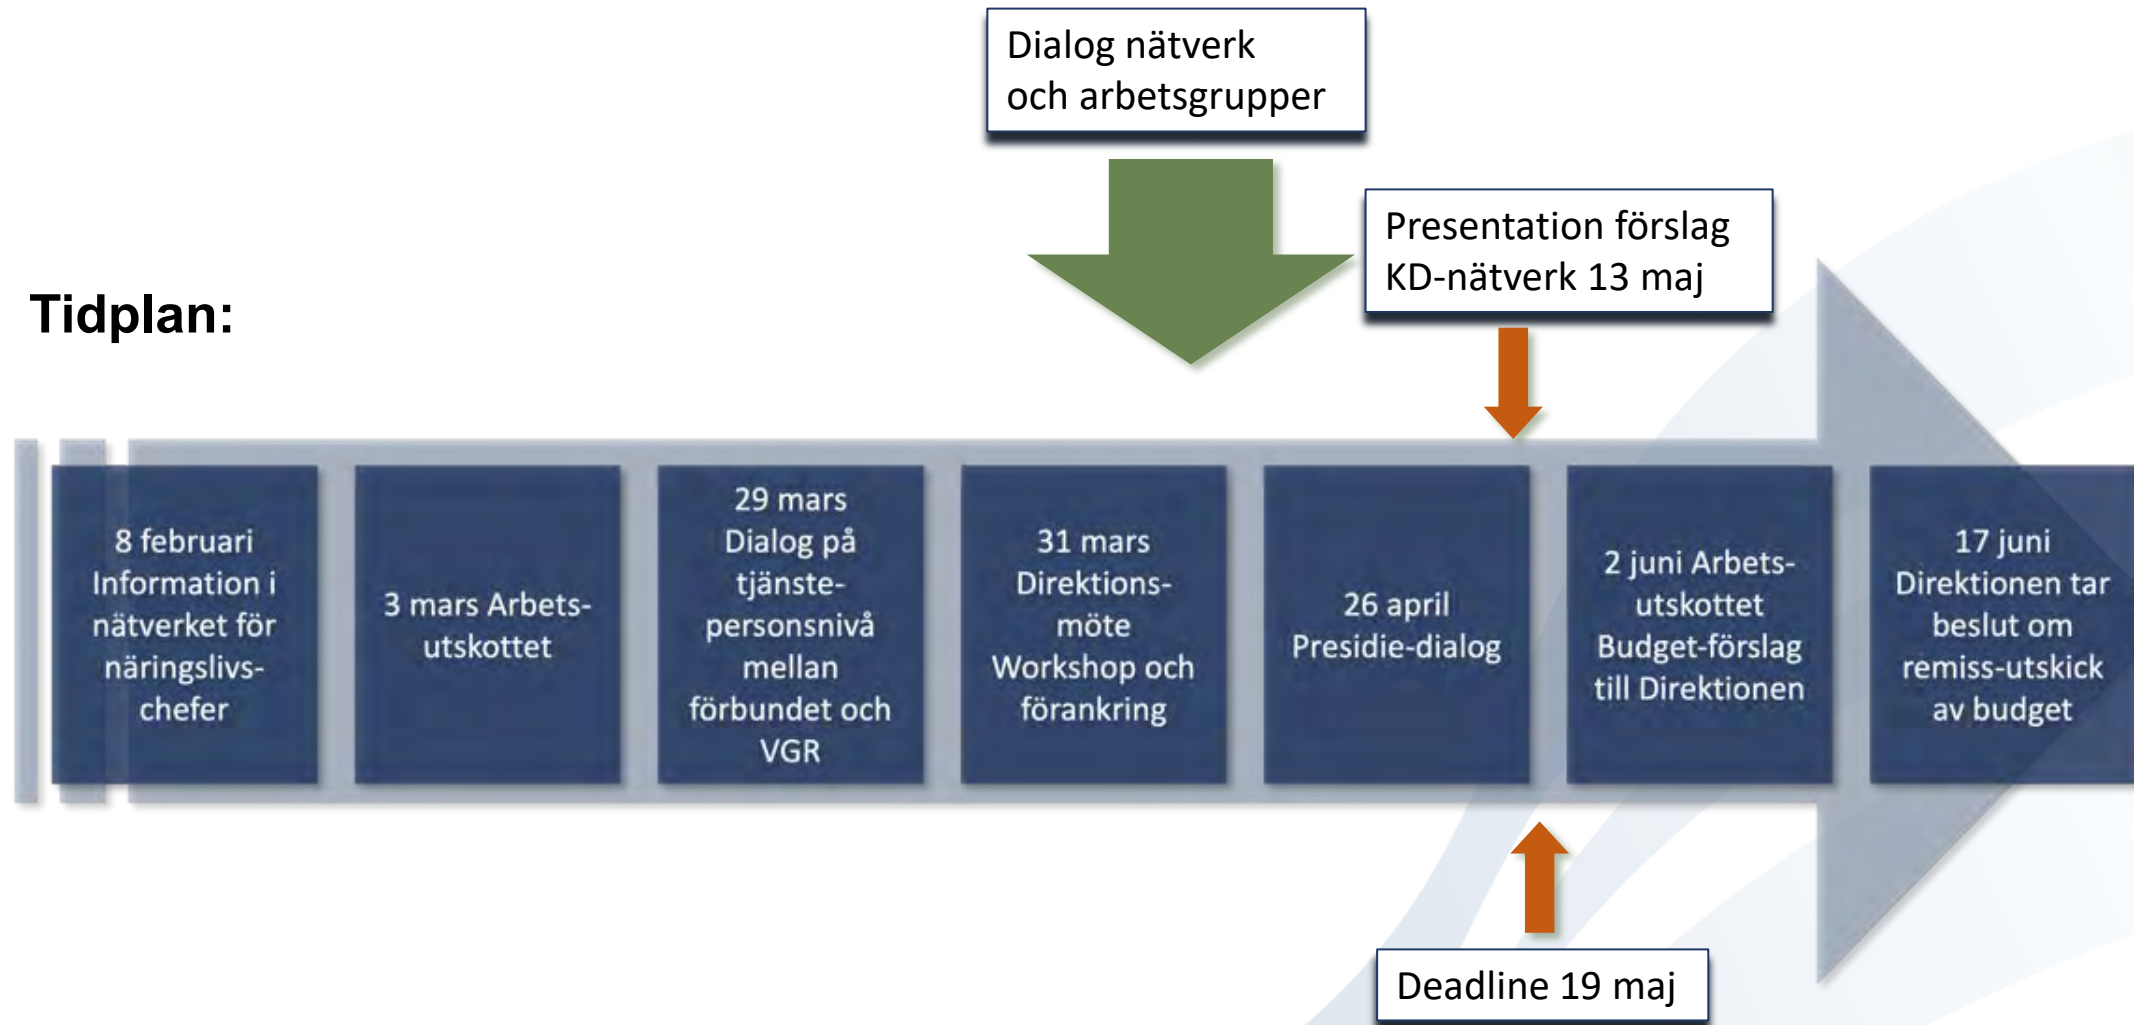 Dialog nätverk
och arbetsgrupper
Presentation förslag
KD-nätverk 13 maj
Tidplan:
8 februari
Information i
nätverket för
näringslivs-
chefer
3 mars Arbets-
utskottet
29 mars
Dialog på
tjänste-
personsnivå
mellan
förbundet och
VGR
31 mars
Direktions-
möte
Workshop och
förankring
26 april
Presidie-dialog
2 juni Arbets-
utskottet
Budget-förslag
till Direktionen
17 juni
Direktionen tar
beslut om
remiss-utskick
av budget
Deadline 19 maj